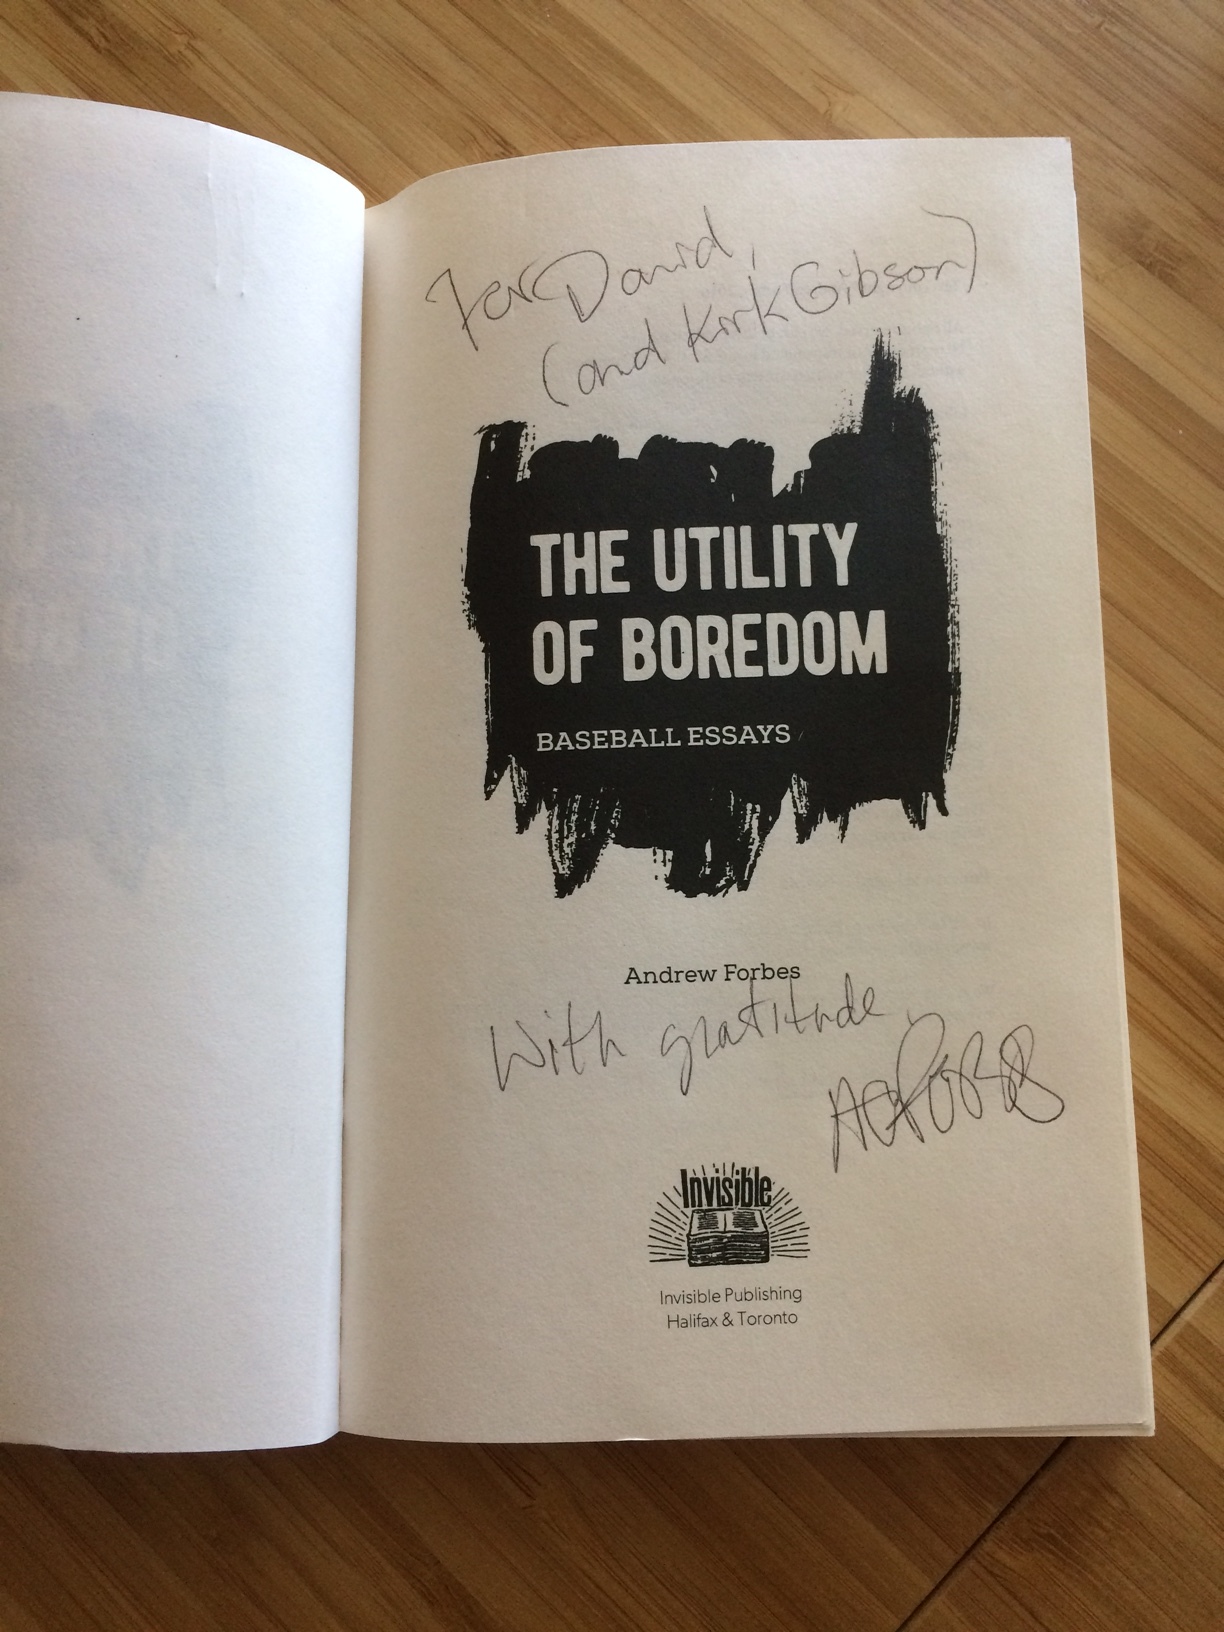 For David,
(and Kirk Gibson)
THE UTILITY
OF BOREDOM
BASEBALL ESSAYS
Andrew Forbes
With gratitude,
AGForbes
Invisible
Invisible Publishing
Halifax & Toronto